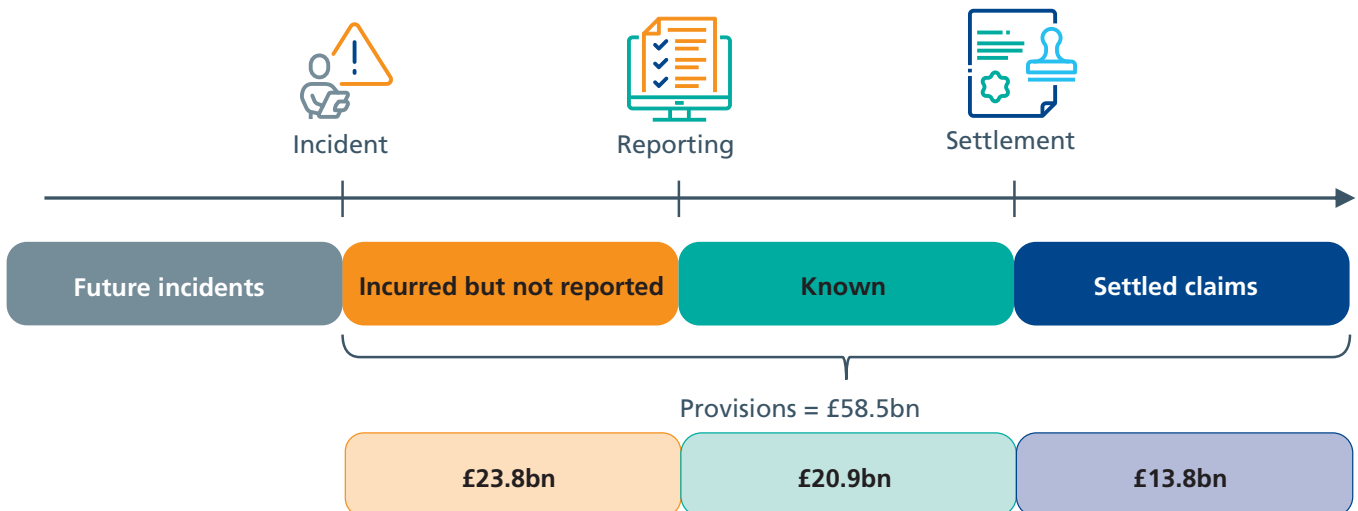 Incident
Reporting
Settlement
Future incidents
Incurred but not reported
Known
Settled claims
Provisions = £58.5bn
£23.8bn
£20.9bn
£13.8bn